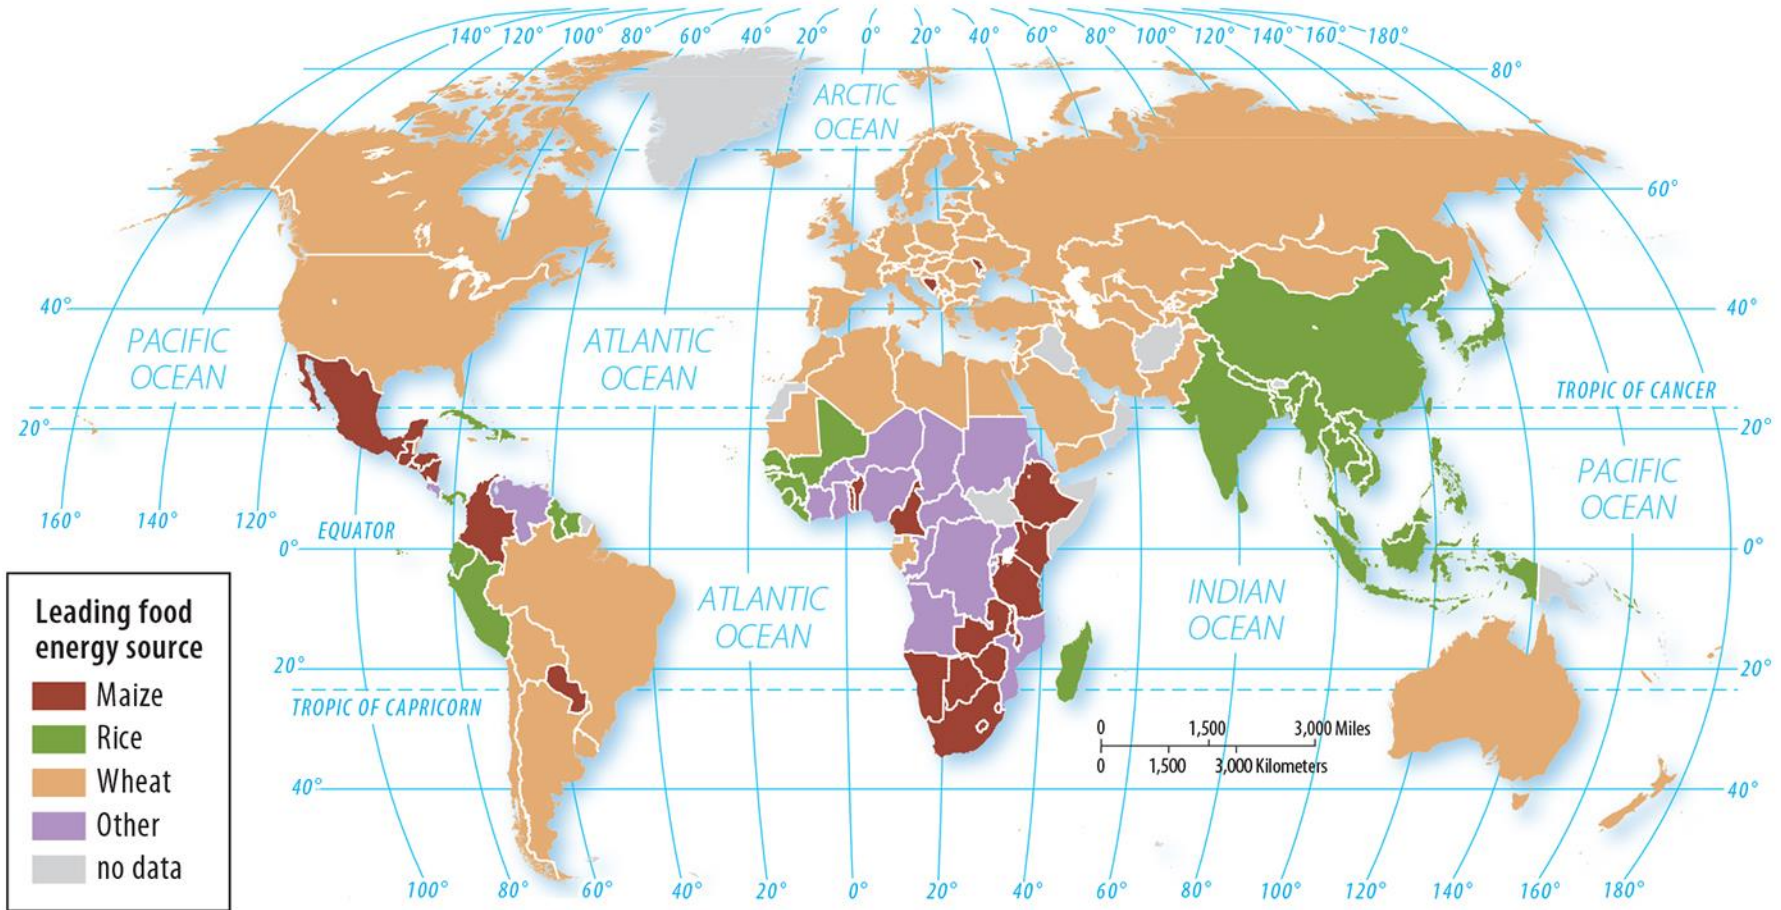 140° 120° 100° 80° 60° 40° 20° 0° 20° 40° 60° 80° 100° 120° 140° 160° 180°
80°
ARCTIC
OCEAN
60°
40°
40°
PACIFIC
OCEAN
ATLANTIC
OCEAN
TROPIC OF CANCER
20°
20°
PACIFIC
OCEAN
160° 140° 120°
EQUATOR
0°
0°
ATLANTIC
OCEAN
INDIAN
OCEAN
20°
20°
TROPIC OF CAPRICORN
0 1,500 3,000 Miles
0 1,500 3,000 Kilometers
40°
40°
100° 80° 60° 40° 20° 0° 20° 40° 60° 80° 100° 120° 140° 160° 180°
Leading food
energy source
Maize
Rice
Wheat
Other
no data